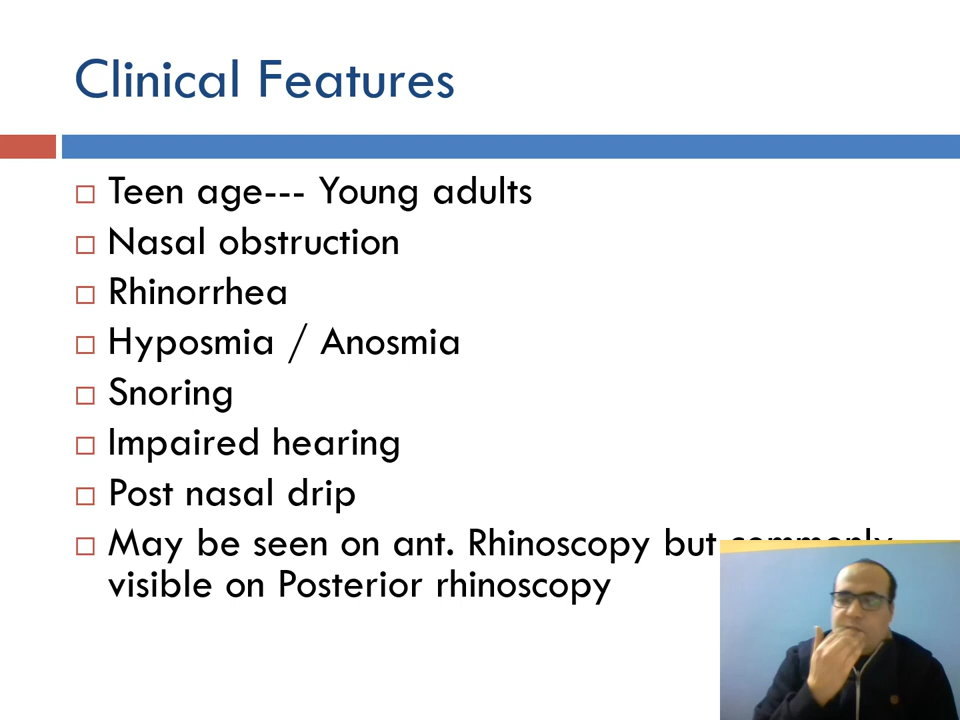 Clinical Features
Teen age--- Young adults
Nasal obstruction
Rhinorrhea
Hyposmia / Anosmia
Snoring
Impaired hearing
Post nasal drip
May be seen on ant. Rhinoscopy but commonly
visible on Posterior rhinoscopy